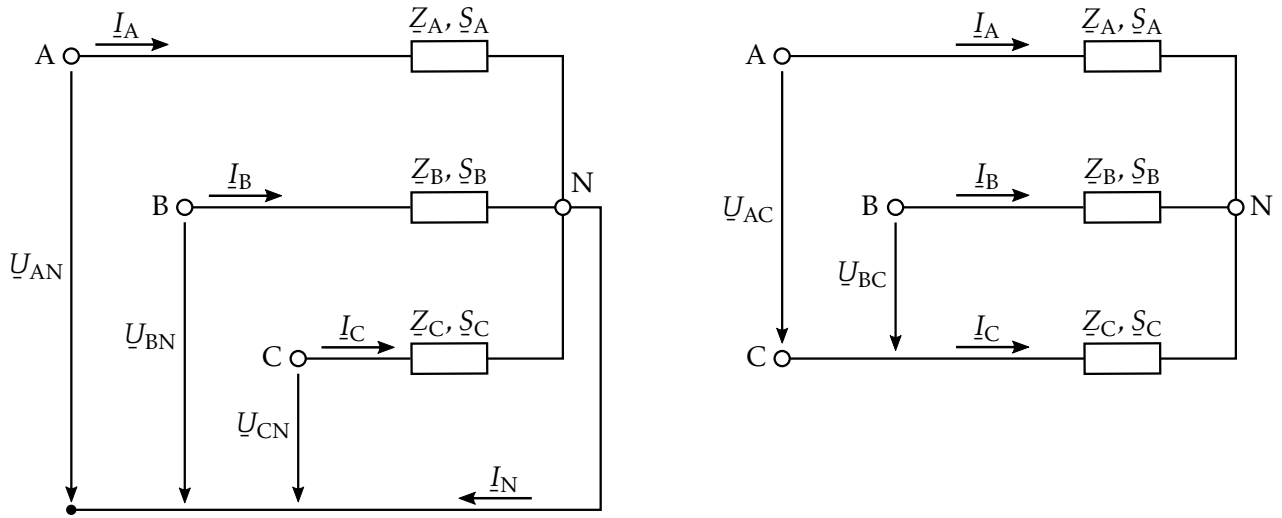 I_A Z_A, S_A
A
I_B Z_B, S_B
B N
U_AN
I_C Z_C, S_C
U_BN
C
U_CN
I_N
I_A Z_A, S_A
A
I_B Z_B, S_B
B N
U_AC
U_BC
I_C Z_C, S_C
C